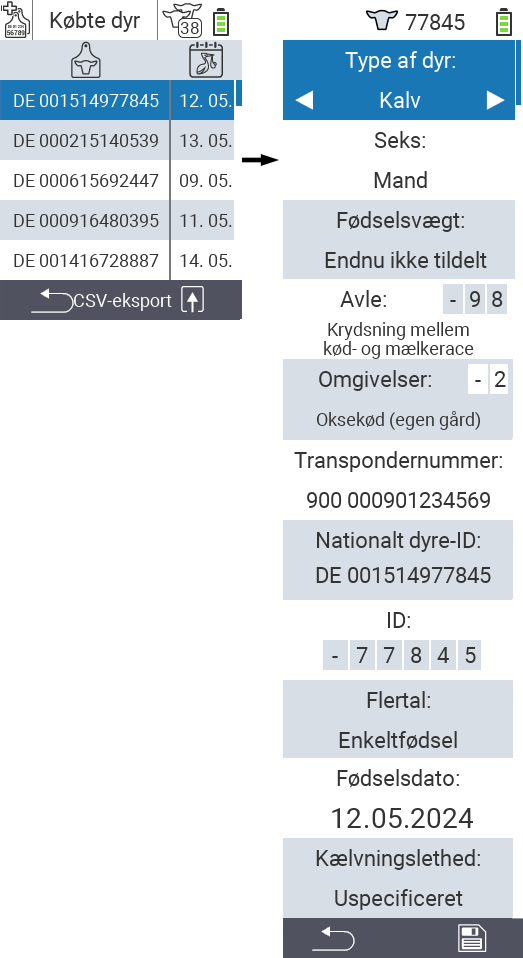 Købte dyr
38
56789
DE 001514977845 12. 05.
DE 000215140539 13. 05.
DE 000615692447 09. 05.
DE 000916480395 11. 05.
DE 001416728887 14. 05.
CSV-eksport
77845
Type af dyr:
Kalv
Seks:
Mand
Fødselsvægt:
Endnu ikke tildelt
Avle: - 9 8
Krydsning mellem
kød- og mælkerace
Omgivelser: - 2
Oksekød (egen gård)
Transpondernummer:
900 000901234569
Nationalt dyre-ID:
DE 001514977845
ID:
- 7 7 8 4 5
Flertal:
Enkeltfødsel
Fødselsdato:
12.05.2024
Kælvningslethed:
Uspecificeret